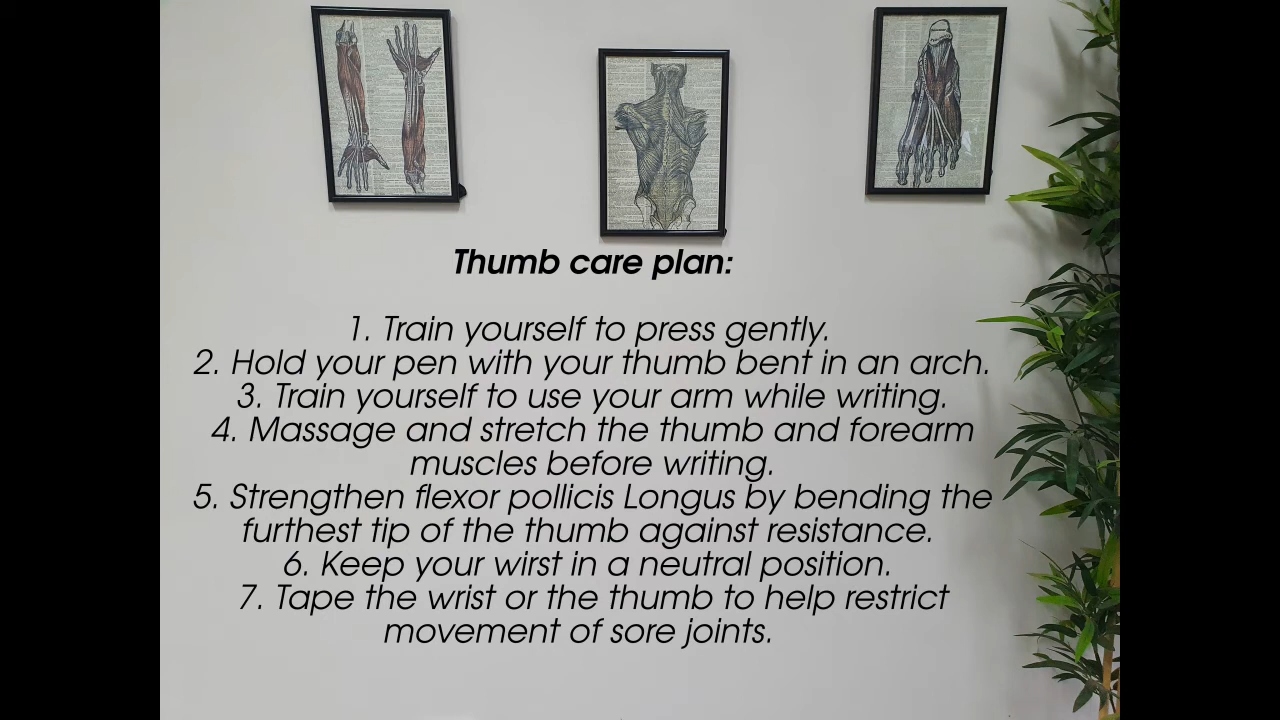 Thumb care plan:
1. Train yourself to press gently.
2. Hold your pen with your thumb bent in an arch.
3. Train yourself to use your arm while writing.
4. Massage and stretch the thumb and forearm
muscles before writing.
5. Strengthen flexor pollicis Longus by bending the
furthest tip of the thumb against resistance.
6. Keep your wirst in a neutral position.
7. Tape the wrist or the thumb to help restrict
movement of sore joints.